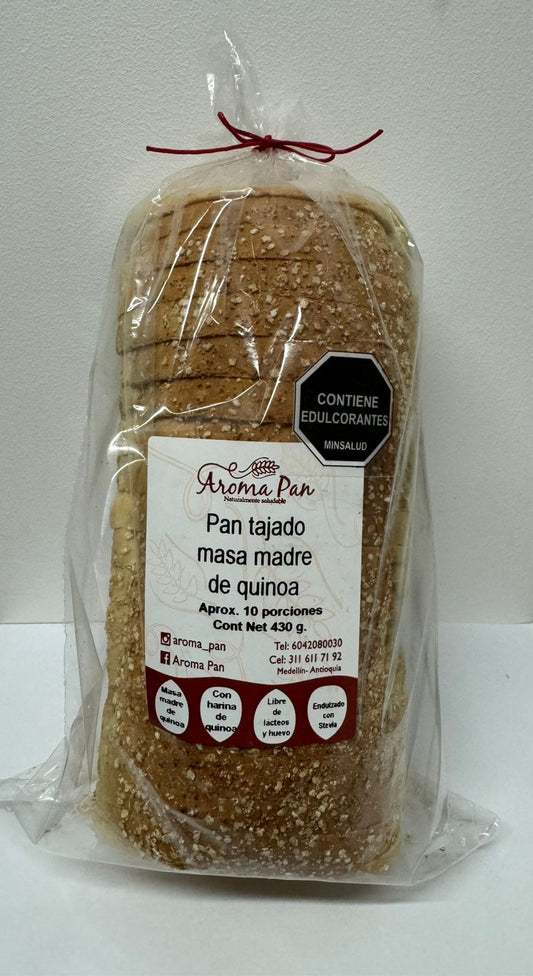 CONTIENE
EDULCORANTES
MINSALUD
Aroma Pan
Naturalmente saludable
Pan tajado
masa madre
de quinoa
Aprox. 10 porciones
Cont Net 430 g.
aroma_pan
Aroma Pan
Tel: 6042080030
Cel: 311 611 71 92
Medellín- Antioquia
Masa
madre
de
quinoa
Con
harina
de
quinoa
Libre
de
lácteos
y huevo
Endulzado
con
Stevia